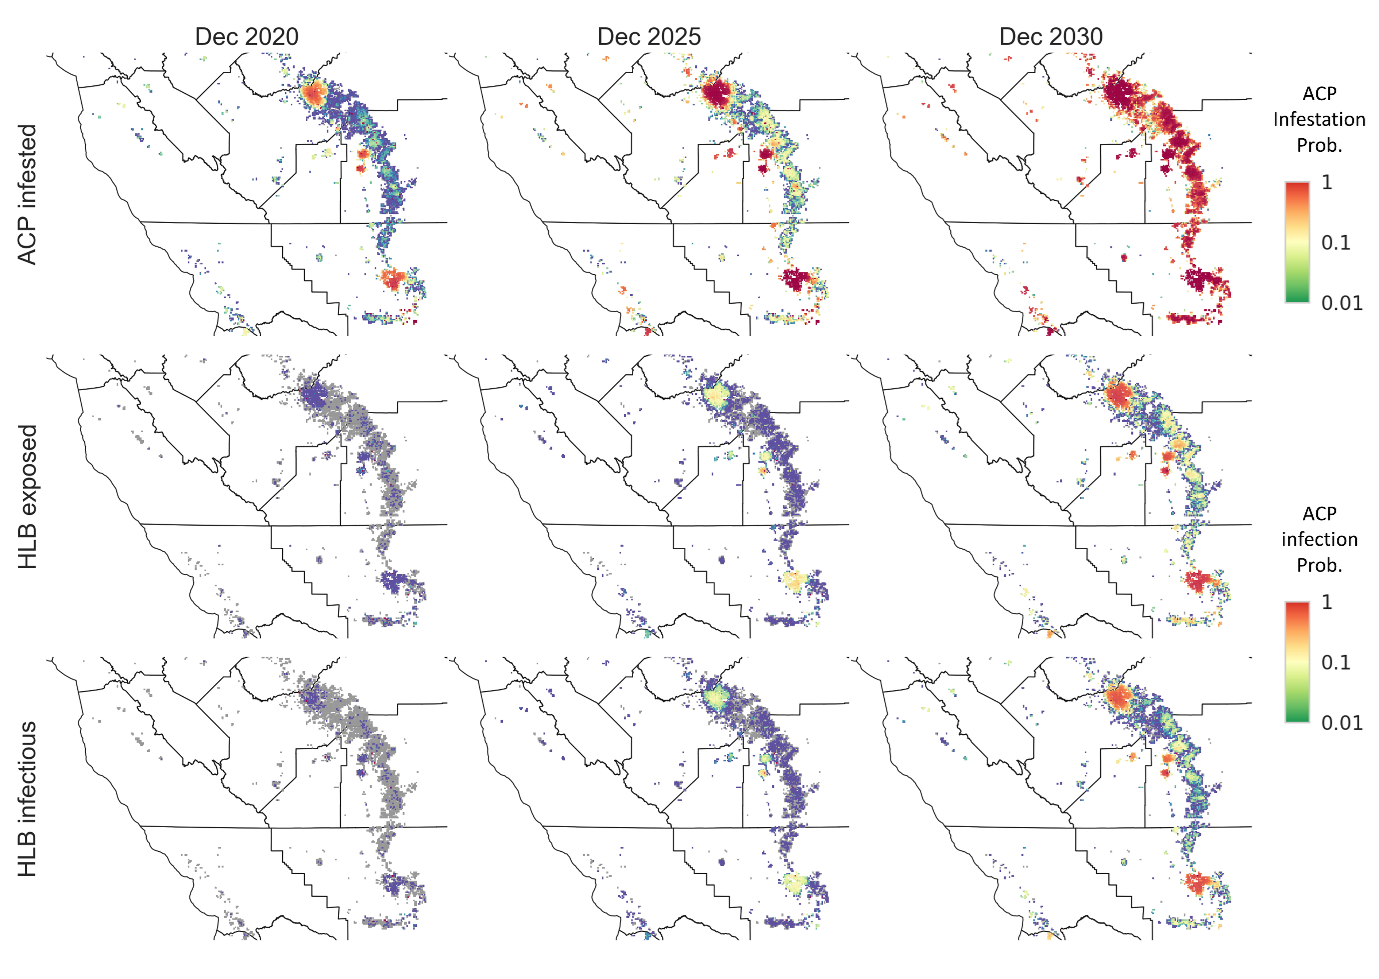 Dec 2020
Dec 2025
Dec 2030
ACP infested
ACP
Infestation
Prob.
1
0.1
0.01
HLB exposed
ACP
infection
Prob.
1
0.1
0.01
HLB infectious